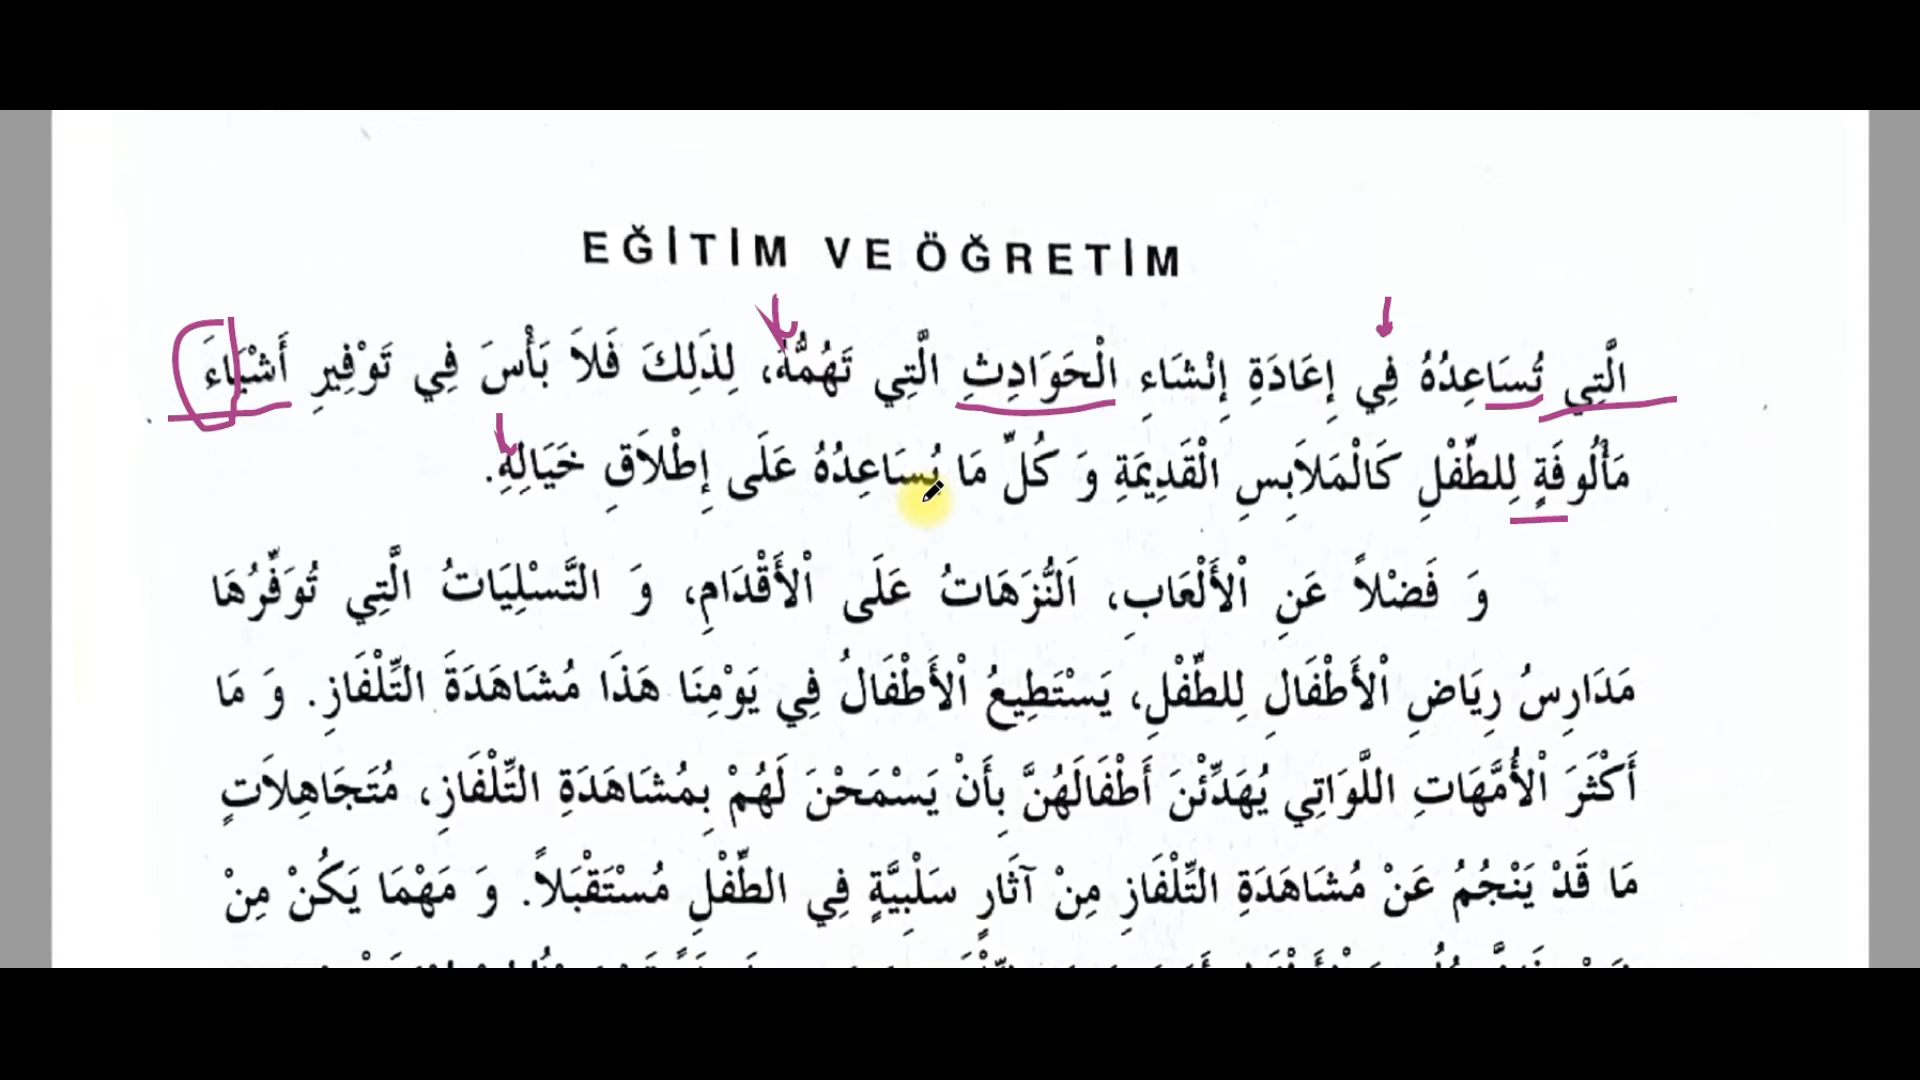 EĞİTİM VE ÖĞRETİM
الَّتِي تُسَاعِدُهُ فِي إِعَادَةِ إِنْشَاءِ الْحَوَادِثِ الَّتِي تَهُمُّهُ، لِذَلِكَ فَلاَ بَأْسَ فِي تَوْفِيرِ أَشْيَاءَ
مَأْلُوفَةٍ لِلطِّفْلِ كَالْمَلاَبِسِ الْقَدِيمَةِ وَ كُلِّ مَا يُسَاعِدُهُ عَلَى إِطْلاَقِ خَيَالِهِ.
وَ فَضْلاً عَنِ الْأَلْعَابِ، اَلنُّزَهَاتُ عَلَى الْأَقْدَامِ، وَ التَّسْلِيَاتُ الَّتِي تُوَفِّرُهَا
مَدَارِسُ رِيَاضِ الْأَطْفَالِ لِلطِّفْلِ، يَسْتَطِيعُ الْأَطْفَالُ فِي يَوْمِنَا هَذَا مُشَاهَدَةَ التِّلْفَازِ. وَ مَا
أَكْثَرَ الْأُمَّهَاتِ اللَّوَاتِي يُهَدِّئْنَ أَطْفَالَهُنَّ بِأَنْ يَسْمَحْنَ لَهُمْ بِمُشَاهَدَةِ التِّلْفَازِ، مُتَجَاهِلاَتٍ
مَا قَدْ يَنْجُمُ عَنْ مُشَاهَدَةِ التِّلْفَازِ مِنْ آثَارٍ سَلْبِيَّةٍ فِي الطِّفْلِ مُسْتَقْبَلاً. وَ مَهْمَا يَكُنْ مِنْ